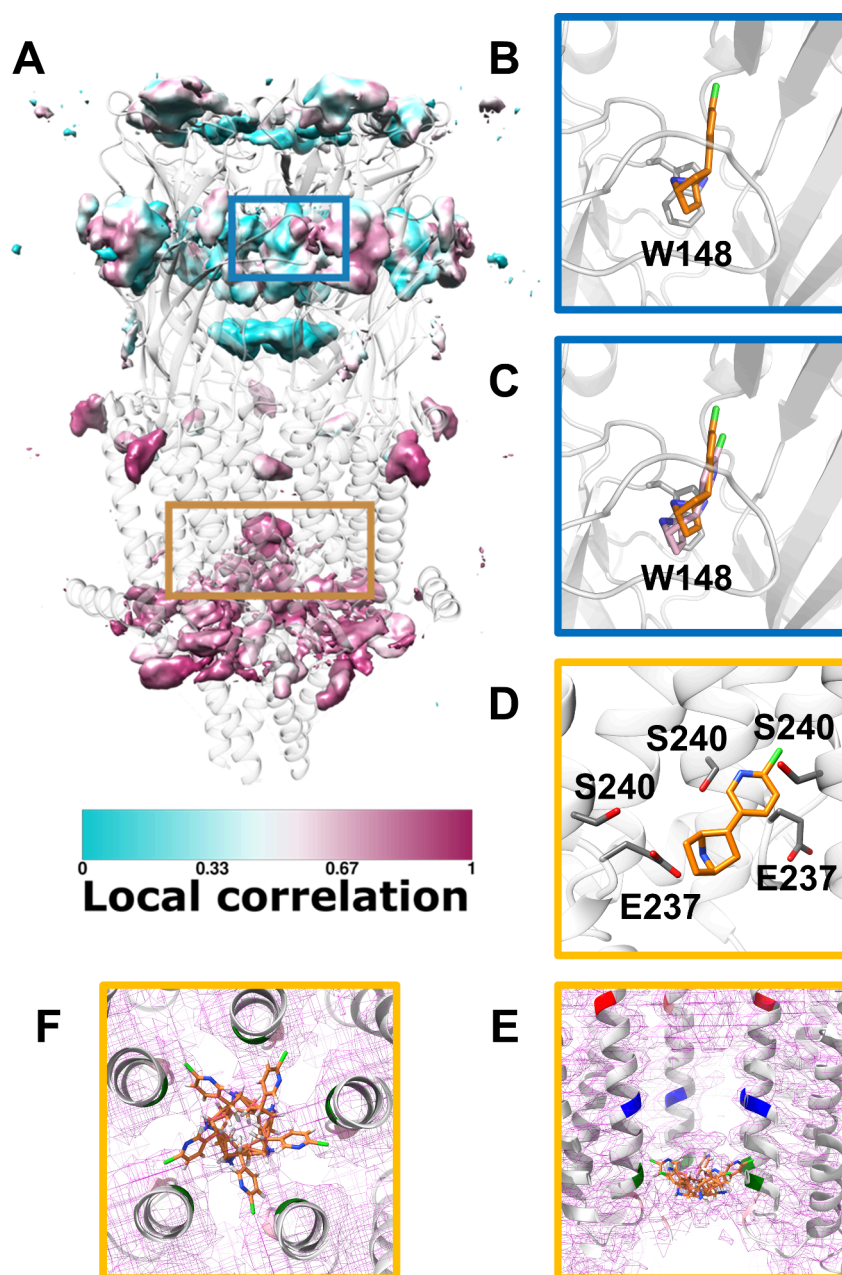 A
B
W148
C
W148
D
S240
S240
S240
E237
E237
0 0.33 0.67 1
Local correlation
F
E